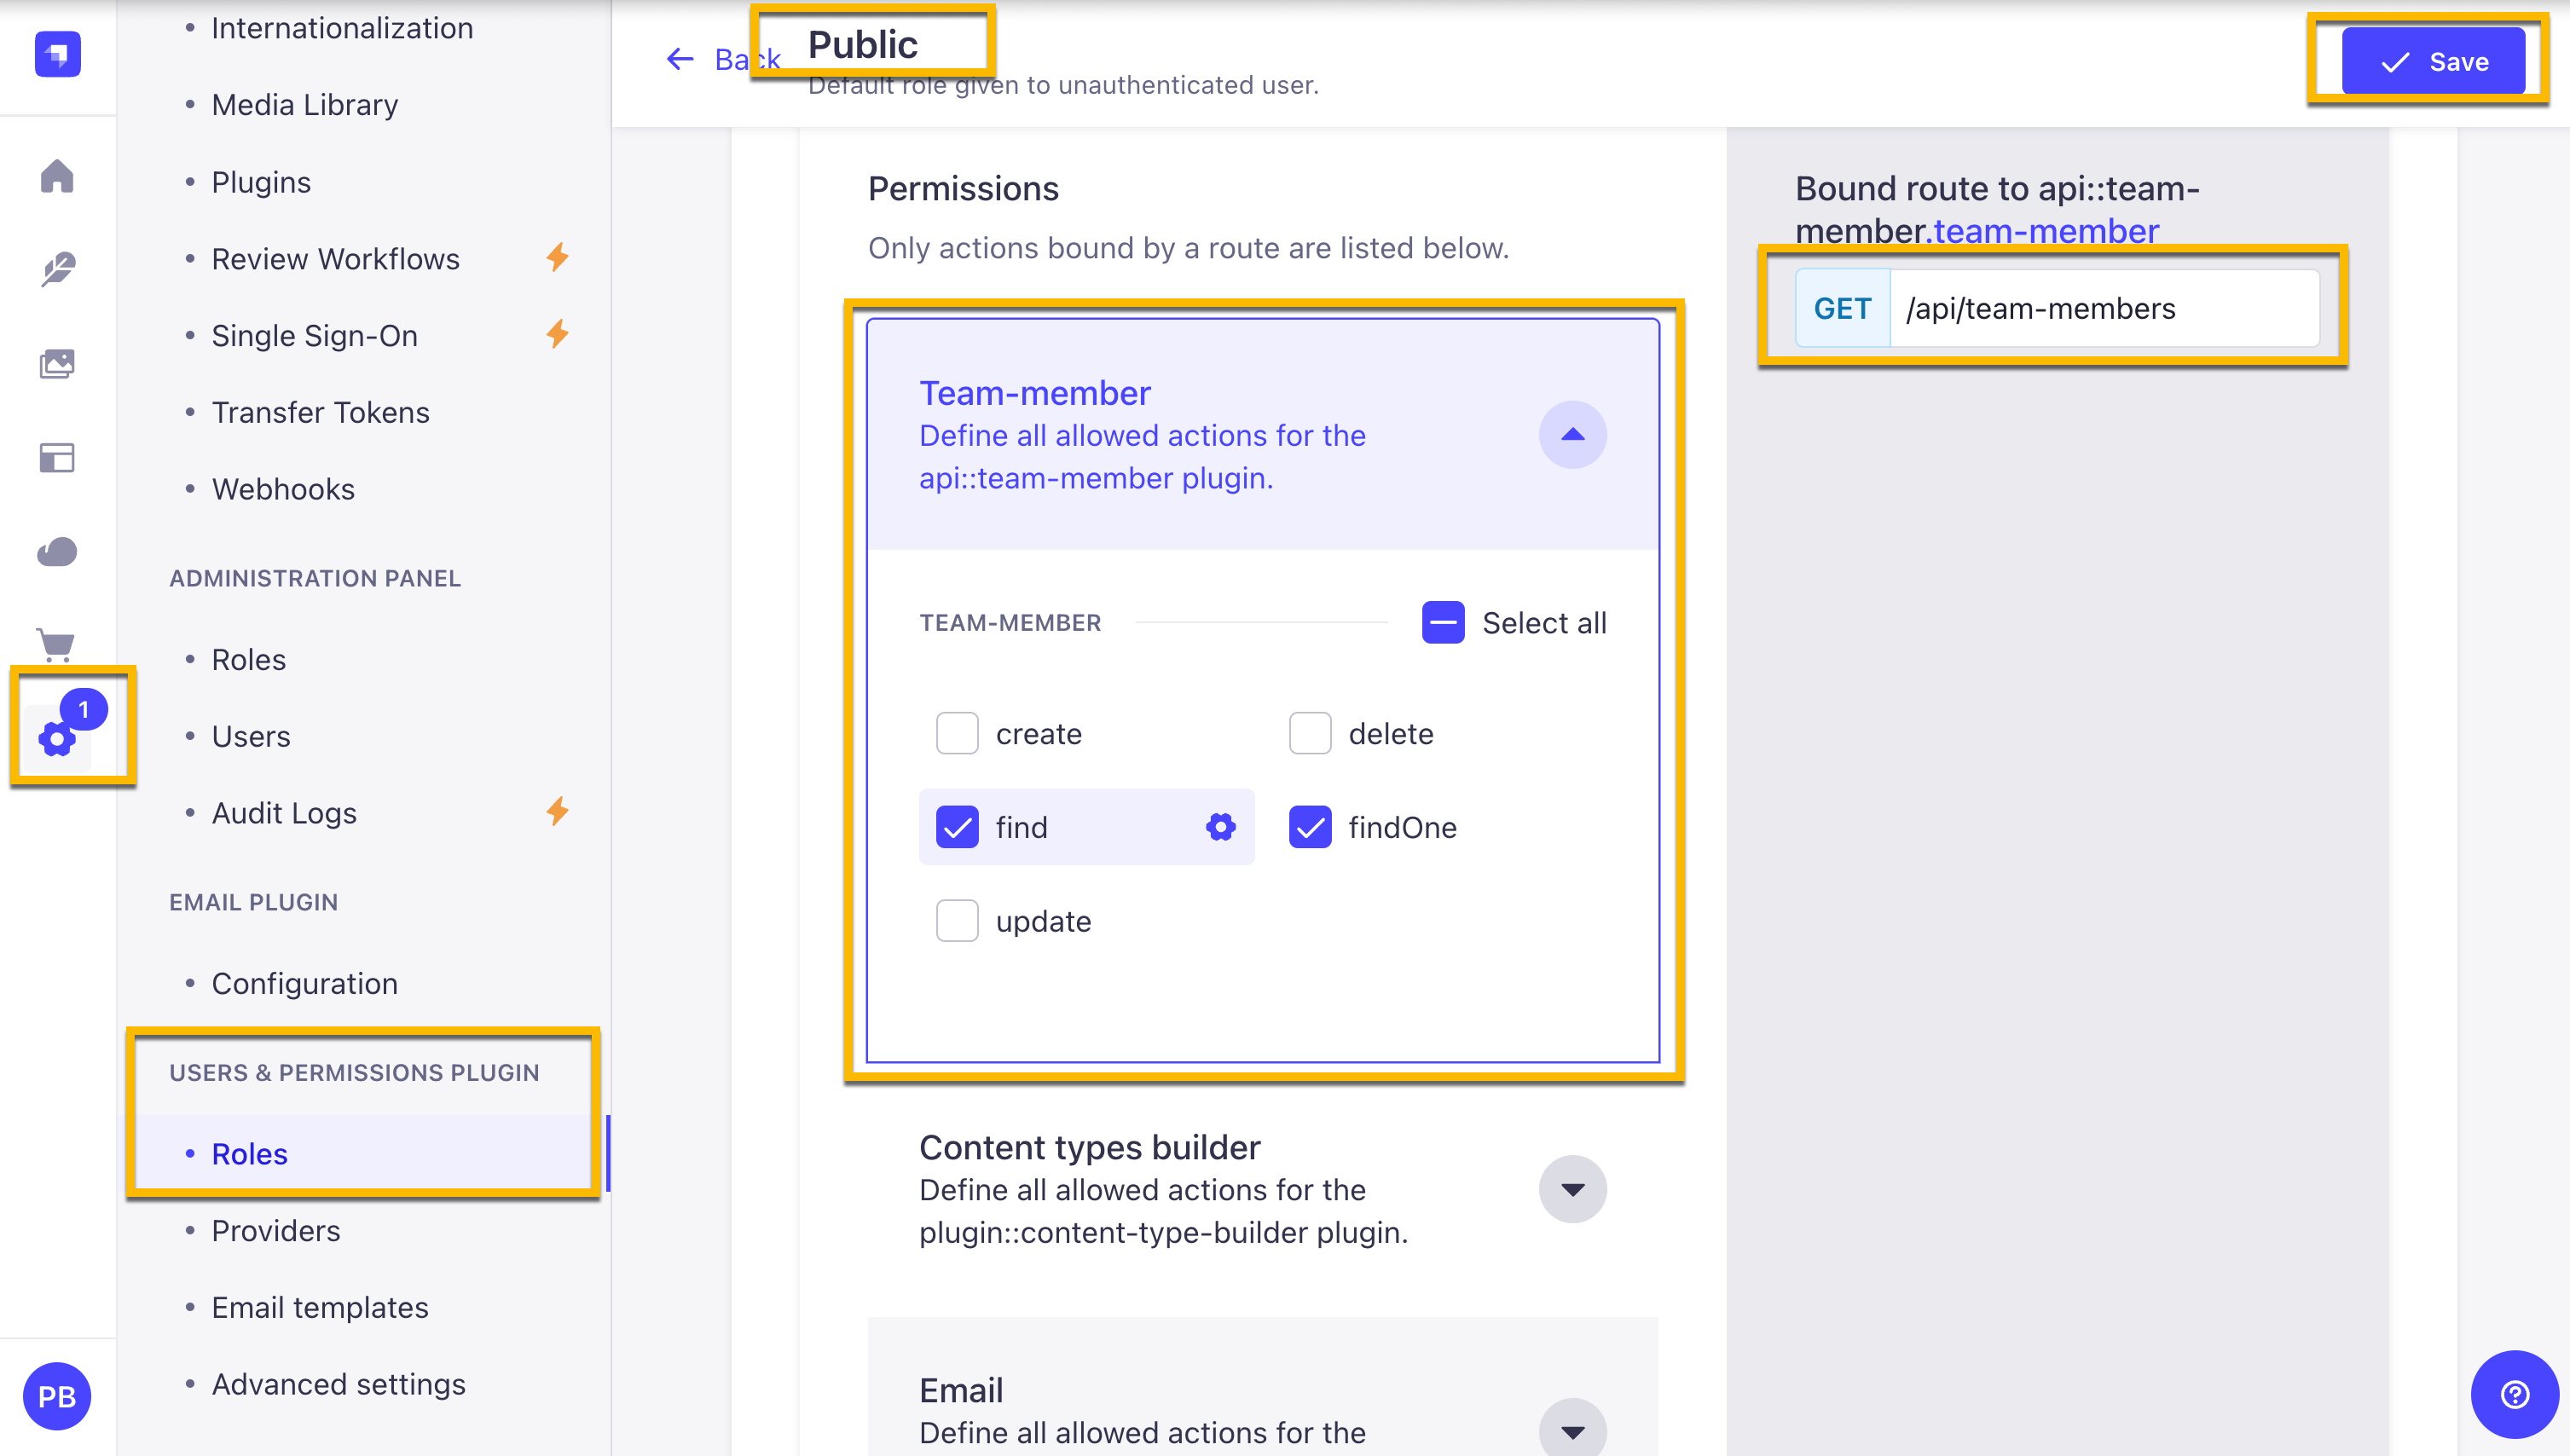 Internationalization
Media Library
Plugins
Review Workflows
Single Sign-On
Transfer Tokens
Webhooks
ADMINISTRATION PANEL
Roles
Users
Audit Logs
EMAIL PLUGIN
Configuration
USERS & PERMISSIONS PLUGIN
Roles
Providers
Email templates
Advanced settings
1
PB
Back
Public
Default role given to unauthenticated user.
Save
Permissions
Only actions bound by a route are listed below.
Team-member
Define all allowed actions for the
api::team-member plugin.
TEAM-MEMBER
Select all
create
delete
find
findOne
update
Content types builder
Define all allowed actions for the
plugin::content-type-builder plugin.
Email
Define all allowed actions for the
Bound route to api::team-
member.team-member
GET /api/team-members